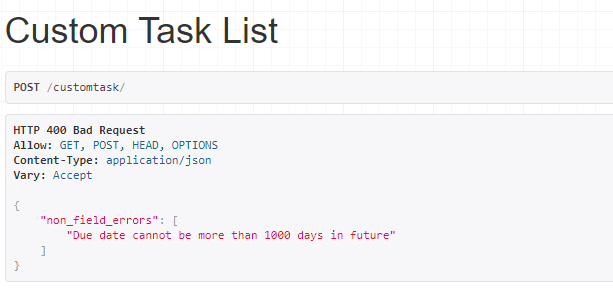 Custom Task List
POST /customtask/
HTTP 400 Bad Request
Allow: GET, POST, HEAD, OPTIONS
Content-Type: application/json
Vary: Accept
{
"non_field_errors": [
"Due date cannot be more than 1000 days in future"
]
}